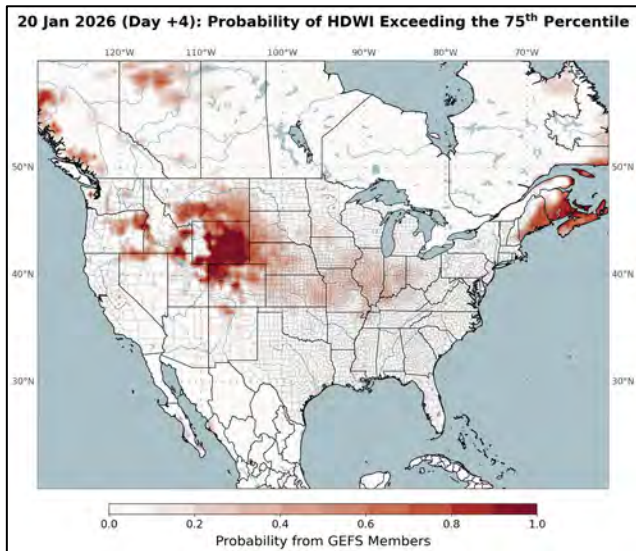 20 Jan 2026 (Day +4): Probability of HDWI Exceeding the 75th Percentile
120°W 110°W 100°W 90°W 80°W 70°W
50°N 50°N
40°N 40°N
30°N 30°N
0.0 0.2 0.4 0.6 0.8 1.0
Probability from GEFS Members